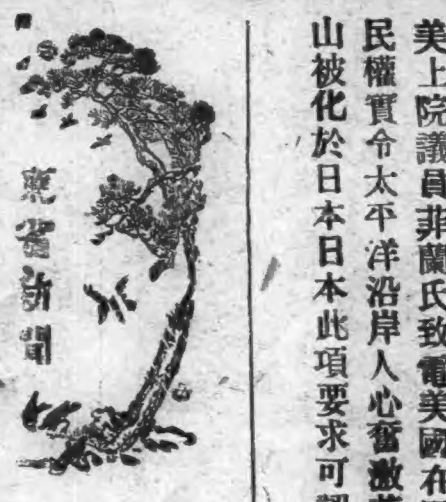 美上院議員菲蘭氏致電美國
民權實令太平洋沿岸人心奮激
山被化於日本日本此項要求可
東省新聞